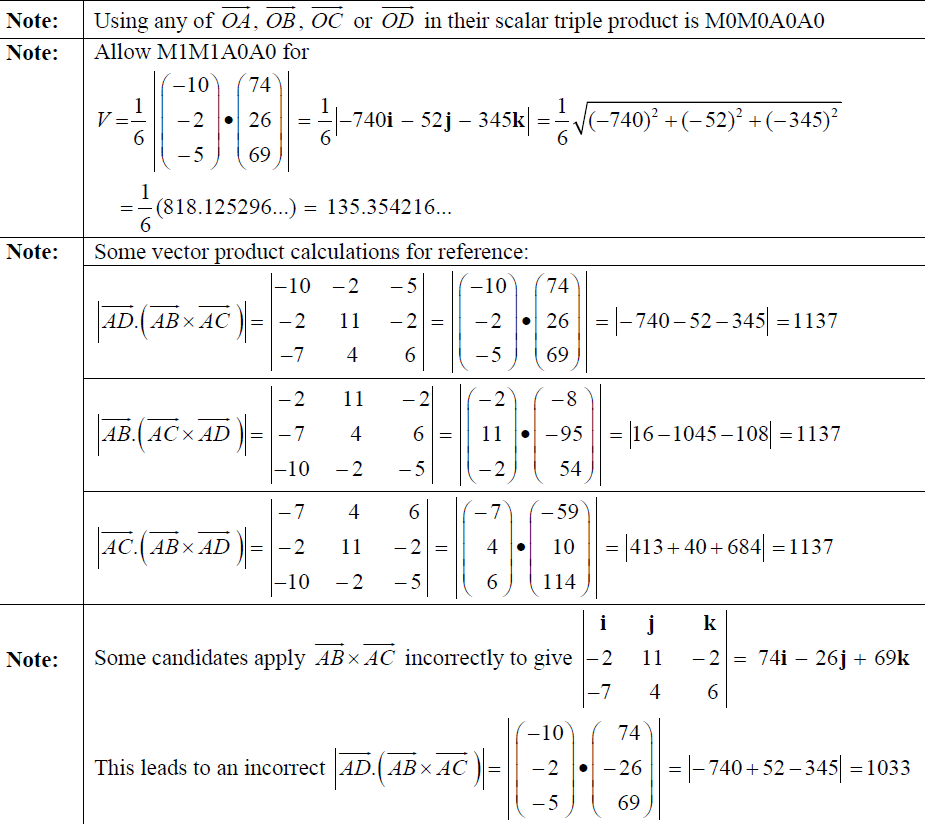 Note: Using any of $\overrightarrow{OA}$, $\overrightarrow{OB}$, $\overrightarrow{OC}$ or $\overrightarrow{OD}$ in their scalar triple product is M0M0A0A0
Note: Allow M1M1A0A0 for
$V = \frac{1}{6}\left|\begin{pmatrix}-10\\-2\\-5\end{pmatrix}\bullet\begin{pmatrix}74\\26\\69\end{pmatrix}\right| = \frac{1}{6}\left|-740\mathbf{i} - 52\mathbf{j} - 345\mathbf{k}\right| = \frac{1}{6}\sqrt{(-740)^2 + (-52)^2 + (-345)^2}$
$= \frac{1}{6}(818.125296...) = 135.354216...$
Note: Some vector product calculations for reference:
$\left|\overrightarrow{AD}.\left(\overrightarrow{AB}\times\overrightarrow{AC}\right)\right| = \begin{vmatrix}-10&-2&-5\\-2&11&-2\\-7&4&6\end{vmatrix} = \left|\begin{pmatrix}-10\\-2\\-5\end{pmatrix}\bullet\begin{pmatrix}74\\26\\69\end{pmatrix}\right| = \left|-740-52-345\right| = 1137$
$\left|\overrightarrow{AB}.\left(\overrightarrow{AC}\times\overrightarrow{AD}\right)\right| = \begin{vmatrix}-2&11&-2\\-7&4&6\\-10&-2&-5\end{vmatrix} = \left|\begin{pmatrix}-2\\11\\-2\end{pmatrix}\bullet\begin{pmatrix}-8\\-95\\54\end{pmatrix}\right| = \left|16-1045-108\right| = 1137$
$\left|\overrightarrow{AC}.\left(\overrightarrow{AB}\times\overrightarrow{AD}\right)\right| = \begin{vmatrix}-7&4&6\\-2&11&-2\\-10&-2&-5\end{vmatrix} = \left|\begin{pmatrix}-7\\4\\6\end{pmatrix}\bullet\begin{pmatrix}-59\\10\\114\end{pmatrix}\right| = \left|413+40+684\right| = 1137$
Note: Some candidates apply $\overrightarrow{AB}\times\overrightarrow{AC}$ incorrectly to give $\begin{vmatrix}\mathbf{i}&\mathbf{j}&\mathbf{k}\\-2&11&-2\\-7&4&6\end{vmatrix} = 74\mathbf{i} - 26\mathbf{j} + 69\mathbf{k}$
This leads to an incorrect $\left|\overrightarrow{AD}.\left(\overrightarrow{AB}\times\overrightarrow{AC}\right)\right| = \left|\begin{pmatrix}-10\\-2\\-5\end{pmatrix}\bullet\begin{pmatrix}74\\-26\\69\end{pmatrix}\right| = \left|-740+52-345\right| = 1033$